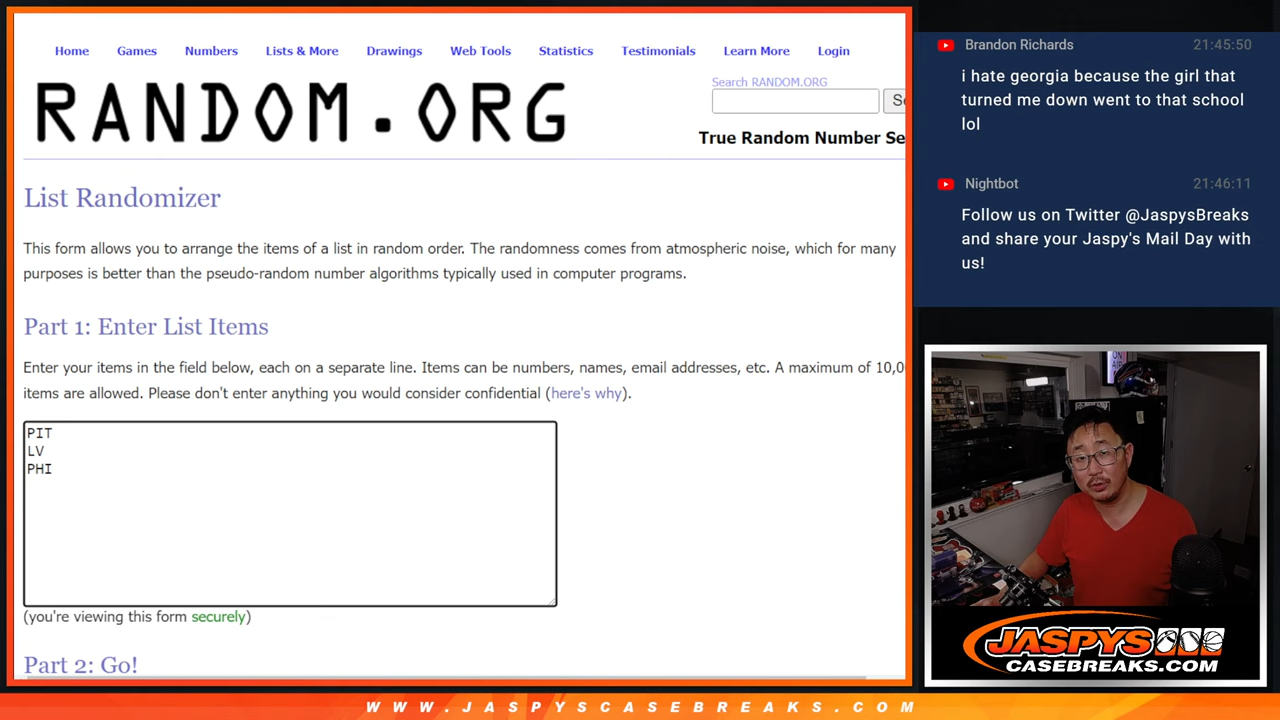 Home Games Numbers Lists & More Drawings Web Tools Statistics Testimonials Learn More Login
RANDOM.ORG
Search RANDOM.ORG
True Random Number Se
List Randomizer
This form allows you to arrange the items of a list in random order. The randomness comes from atmospheric noise, which for many
purposes is better than the pseudo-random number algorithms typically used in computer programs.
Part 1: Enter List Items
Enter your items in the field below, each on a separate line. Items can be numbers, names, email addresses, etc. A maximum of 10,0
items are allowed. Please don't enter anything you would consider confidential (here's why).
PIT
LV
PHI
(you're viewing this form securely)
Part 2: Go!
Brandon Richards 21:45:50
i hate georgia because the girl that
turned me down went to that school
lol
Nightbot 21:46:11
Follow us on Twitter @JaspysBreaks
and share your Jaspy's Mail Day with
us!
ON
AIR
JASPYS
CASEBREAKS.COM
WWW.JASPYSCASEBREAKS.COM